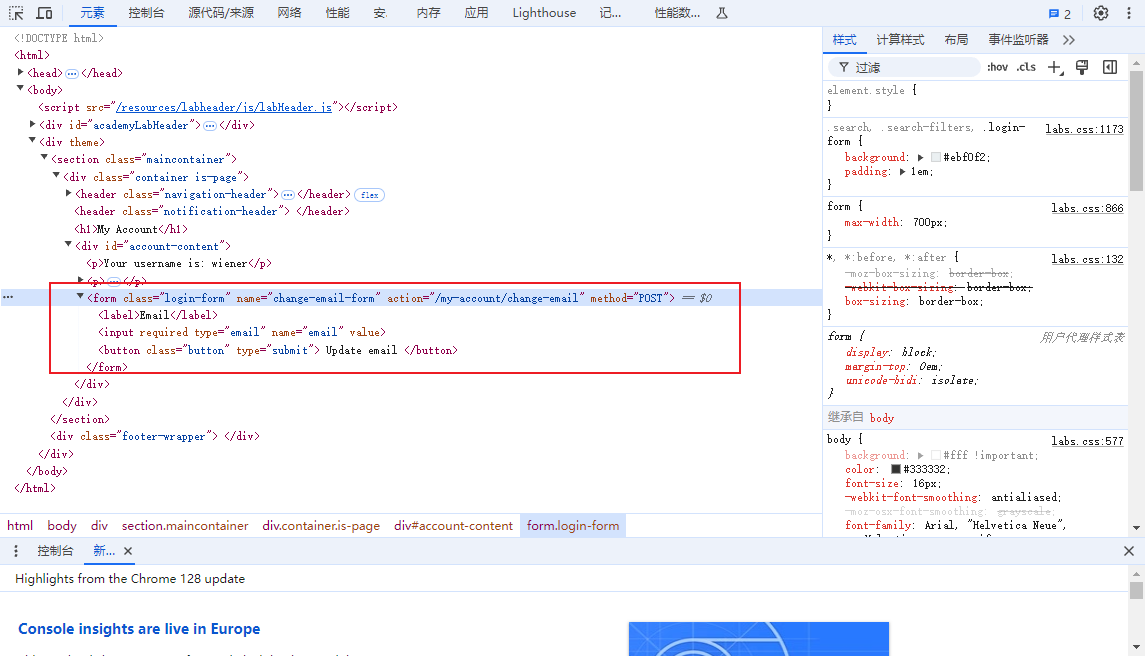 元素 控制台 源代码/来源 网络 性能 安. 内存 应用 Lighthouse 记... 性能数... 2
<!DOCTYPE html>
<html>
<head> ⋯ </head>
<body>
<script src="/resources/labheader/js/labHeader.js"></script>
<div id="academyLabHeader"> ⋯ </div>
<div theme>
<section class="maincontainer">
<div class="container is-page">
<header class="navigation-header"> ⋯ </header> flex
<header class="notification-header"> </header>
<h1>My Account</h1>
<div id="account-content">
<p>Your username is: wiener</p>
<p> ⋯ </p>
<form class="login-form" name="change-email-form" action="/my-account/change-email" method="POST"> == $0
<label>Email</label>
<input required type="email" name="email" value>
<button class="button" type="submit"> Update email </button>
</form>
</div>
</div>
</section>
<div class="footer-wrapper"> </div>
</div>
</body>
</html>
html body div section.maincontainer div.container.is-page div#account-content form.login-form
样式 计算样式 布局 事件监听器
过滤 :hov .cls
element.style {
}
.search, .search-filters, .login-form { labs.css:1173
background: #ebf0f2;
padding: 1em;
}
form { labs.css:866
max-width: 700px;
}
*, *:before, *:after { labs.css:132
-moz-box-sizing: border-box;
-webkit-box-sizing: border-box;
box-sizing: border-box;
}
form { 用户代理样式表
display: block;
margin-top: 0em;
unicode-bidi: isolate;
}
继承自 body
body { labs.css:577
background: #fff !important;
color: #333332;
font-size: 16px;
-webkit-font-smoothing: antialiased;
-moz-osx-font-smoothing: grayscale;
font-family: Arial, "Helvetica Neue",
控制台 新...
Highlights from the Chrome 128 update
Console insights are live in Europe